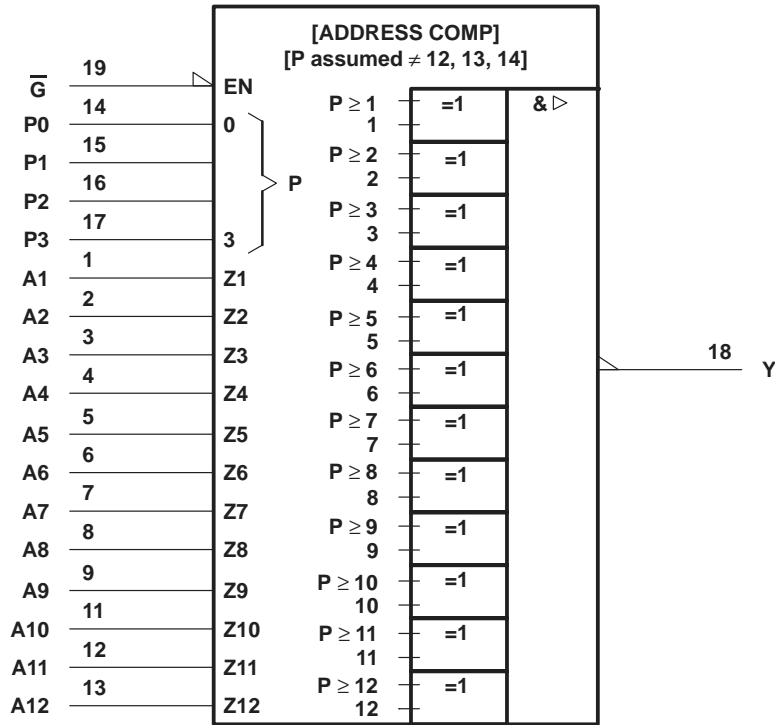 [ADDRESS COMP]
[P assumed ≠ 12, 13, 14]
G̅ 19 EN
P0 14 0
P1 15
P2 16
P3 17 3
P
A1 1 Z1
A2 2 Z2
A3 3 Z3
A4 4 Z4
A5 5 Z5
A6 6 Z6
A7 7 Z7
A8 8 Z8
A9 9 Z9
A10 11 Z10
A11 12 Z11
A12 13 Z12
P ≥ 1 =1
1
P ≥ 2 =1
2
P ≥ 3 =1
3
P ≥ 4 =1
4
P ≥ 5 =1
5
P ≥ 6 =1
6
P ≥ 7 =1
7
P ≥ 8 =1
8
P ≥ 9 =1
9
P ≥ 10 =1
10
P ≥ 11 =1
11
P ≥ 12 =1
12
& ▷
18 Y